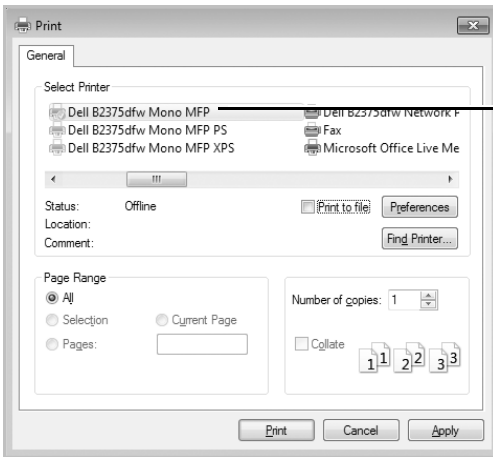 Print
General
Select Printer
Dell B2375dfw Mono MFP
Dell B2375dfw Mono MFP PS
Dell B2375dfw Mono MFP XPS
Dell B2375dfw Network F
Fax
Microsoft Office Live Me
Status: Offline
Location:
Comment:
Print to file
Preferences
Find Printer...
Page Range
All
Selection Current Page
Pages:
Number of copies: 1
Collate
1 1 2 2 3 3
Print Cancel Apply